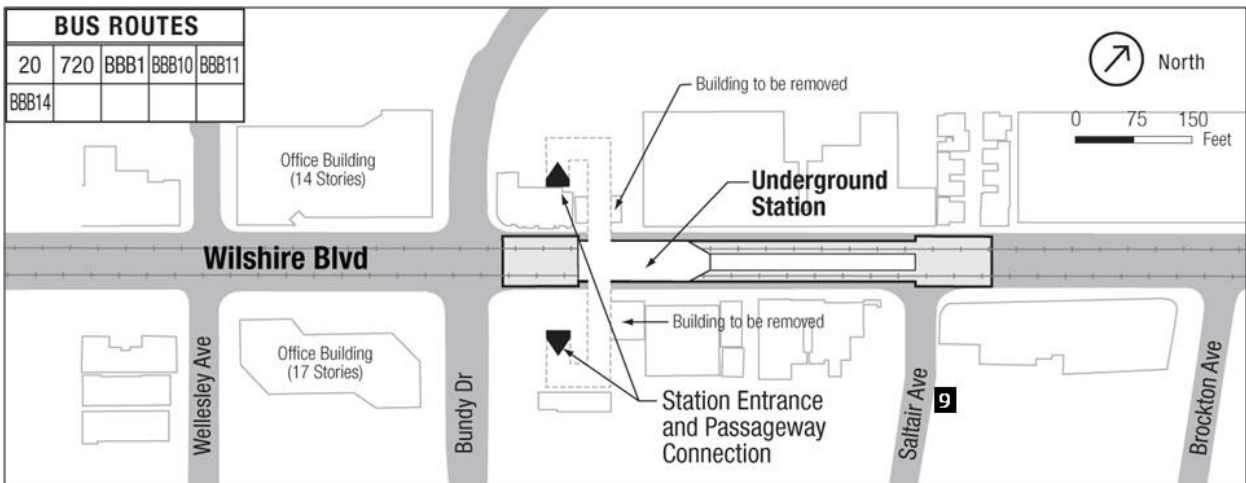 BUS ROUTES
20 720 BBB1 BBB10 BBB11
BBB14
North
0 75 150
Feet
Building to be removed
Office Building
(14 Stories)
Underground
Station
Wilshire Blvd
Building to be removed
Office Building
(17 Stories)
Wellesley Ave
Bundy Dr
Station Entrance
and Passageway
Connection
Saltair Ave
9
Brockton Ave